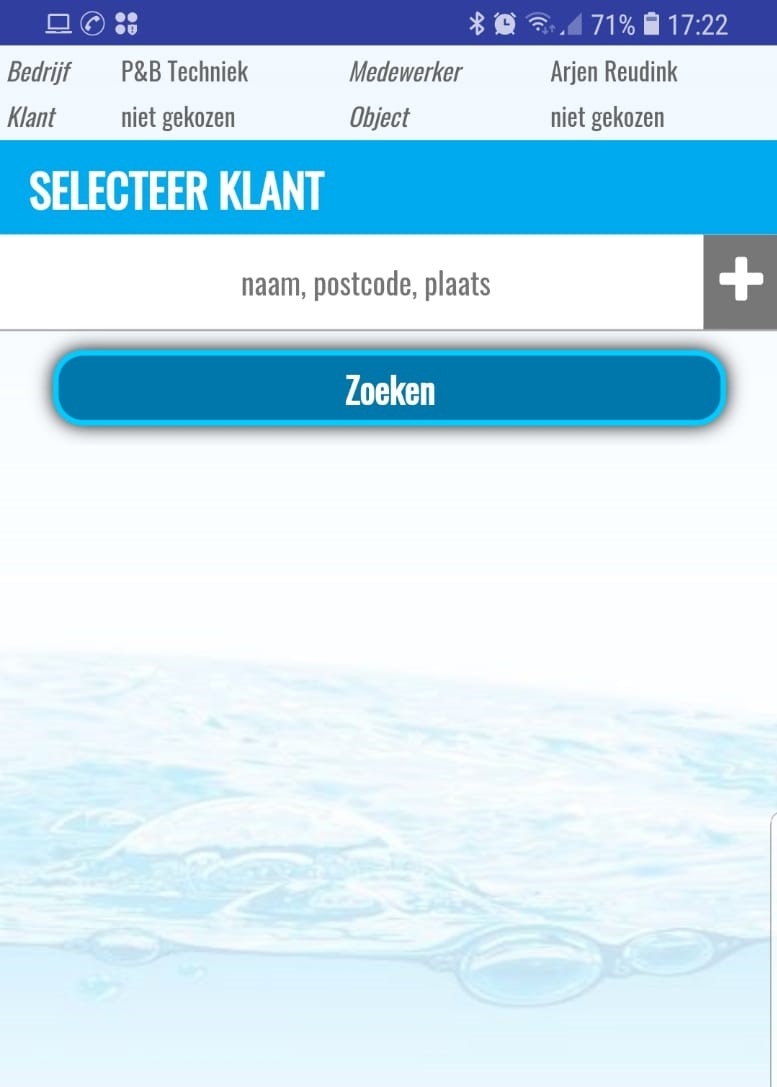 71% 17:22
Bedrijf P&B Techniek Medewerker Arjen Reudink
Klant niet gekozen Object niet gekozen
SELECTEER KLANT
naam, postcode, plaats
Zoeken